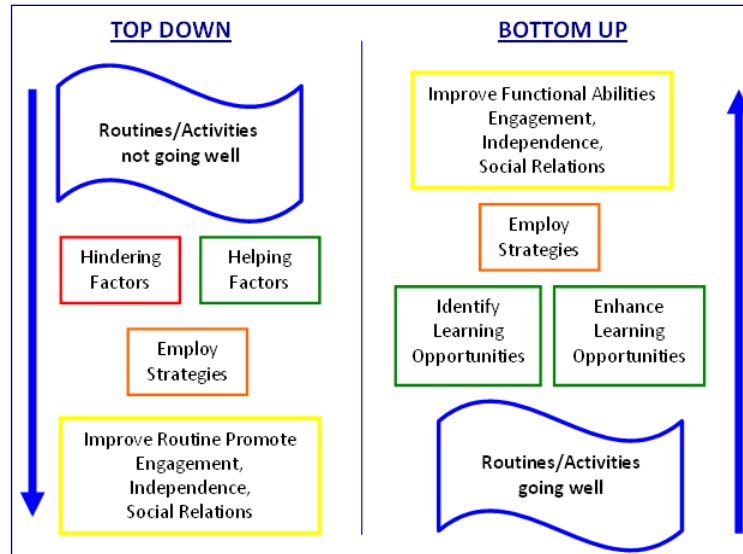 TOP DOWN
Routines/Activities
not going well
Hindering
Factors
Helping
Factors
Employ
Strategies
Improve Routine Promote
Engagement,
Independence,
Social Relations
BOTTOM UP
Improve Functional Abilities
Engagement,
Independence,
Social Relations
Employ
Strategies
Identify
Learning
Opportunities
Enhance
Learning
Opportunities
Routines/Activities
going well